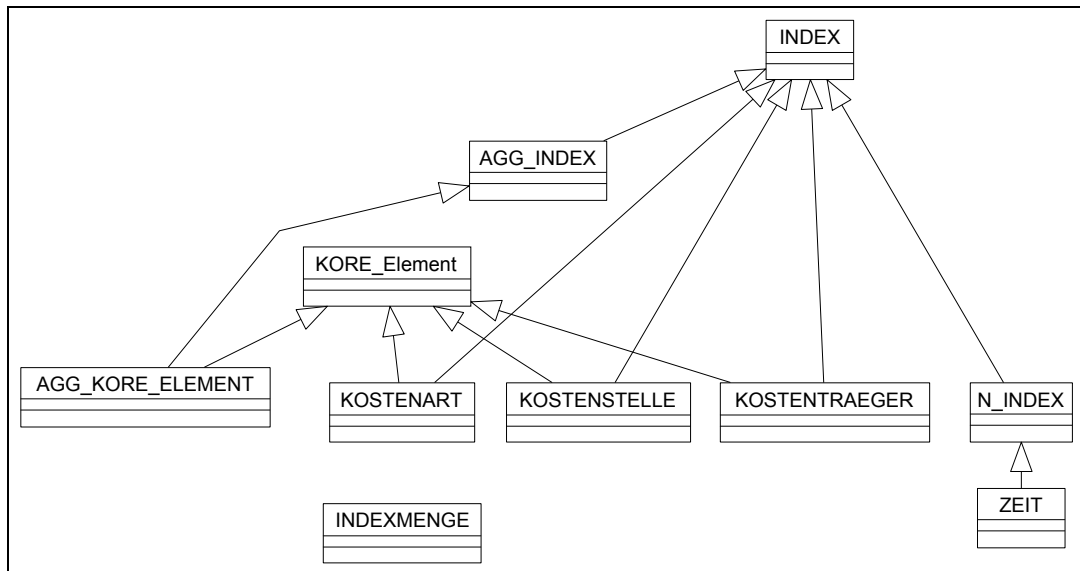 INDEX
AGG_INDEX
KORE_Element
AGG_KORE_ELEMENT
KOSTENART
KOSTENSTELLE
KOSTENTRAEGER
N_INDEX
INDEXMENGE
ZEIT